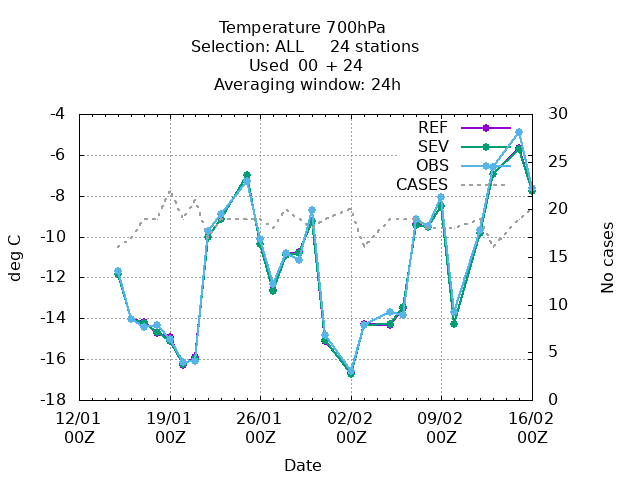 Temperature 700hPa
Selection: ALL 24 stations
Used 00 + 24
Averaging window: 24h
-4
-6
-8
-10
-12
-14
-16
-18
30
25
20
15
10
5
0
REF
SEV
OBS
CASES
deg C
No cases
12/01 19/01 26/01 02/02 09/02 16/02
00Z 00Z 00Z 00Z 00Z 00Z
Date